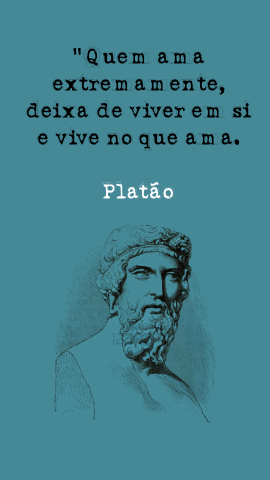 "Quem ama
extremamente,
deixa de viver em si
e vive no que ama.
Platão